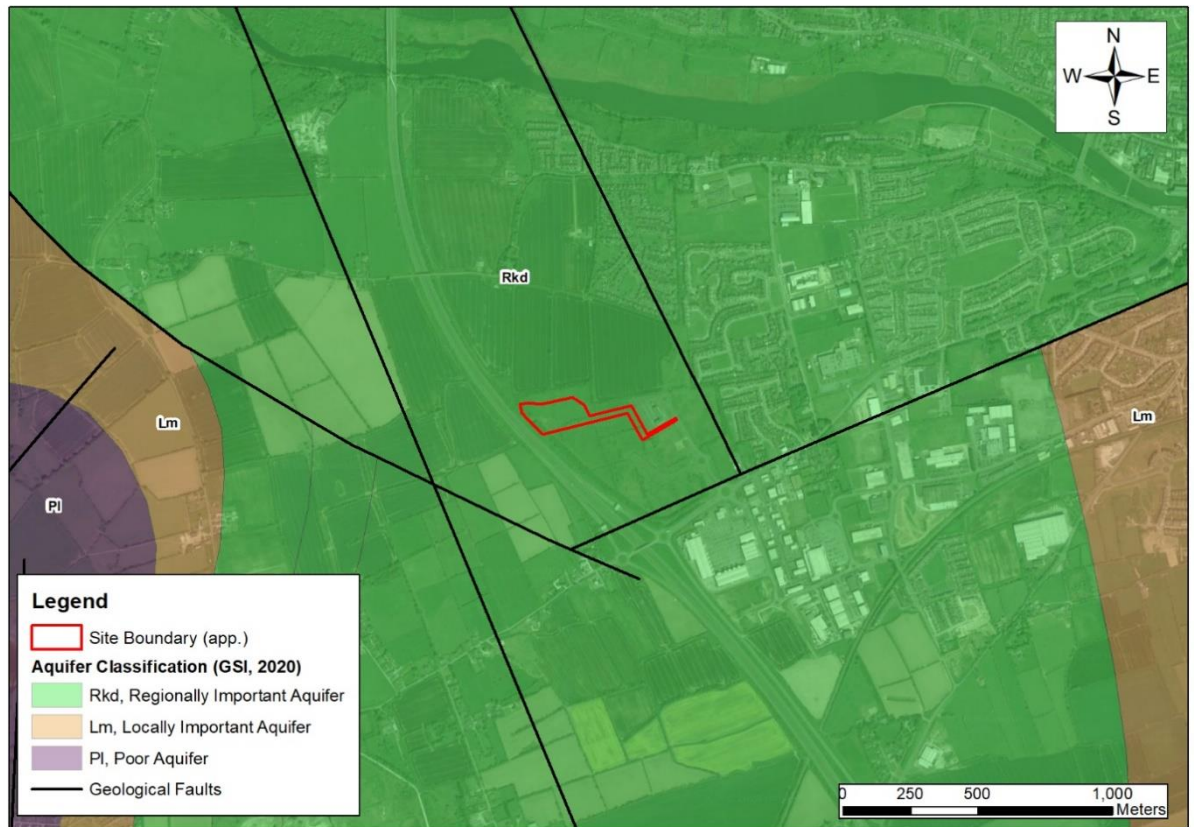 N
W E
S
Rkd
Lm
Lm
Pl
Legend
Site Boundary (app.)
Aquifer Classification (GSI, 2020)
Rkd, Regionally Important Aquifer
Lm, Locally Important Aquifer
Pl, Poor Aquifer
Geological Faults
0 250 500 1,000
Meters